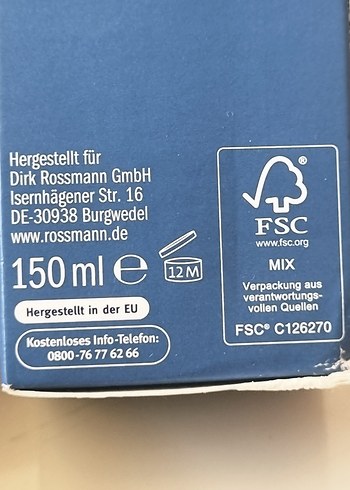 Hergestellt für
Dirk Rossmann GmbH
Isernhägener Str. 16
DE-30938 Burgwedel
www.rossmann.de
150 ml e
12 M
Hergestellt in der EU
Kostenloses Info-Telefon:
0800-76 77 62 66
®
FSC
www.fsc.org
MIX
Verpackung aus
verantwortungs-
vollen Quellen
FSC® C126270